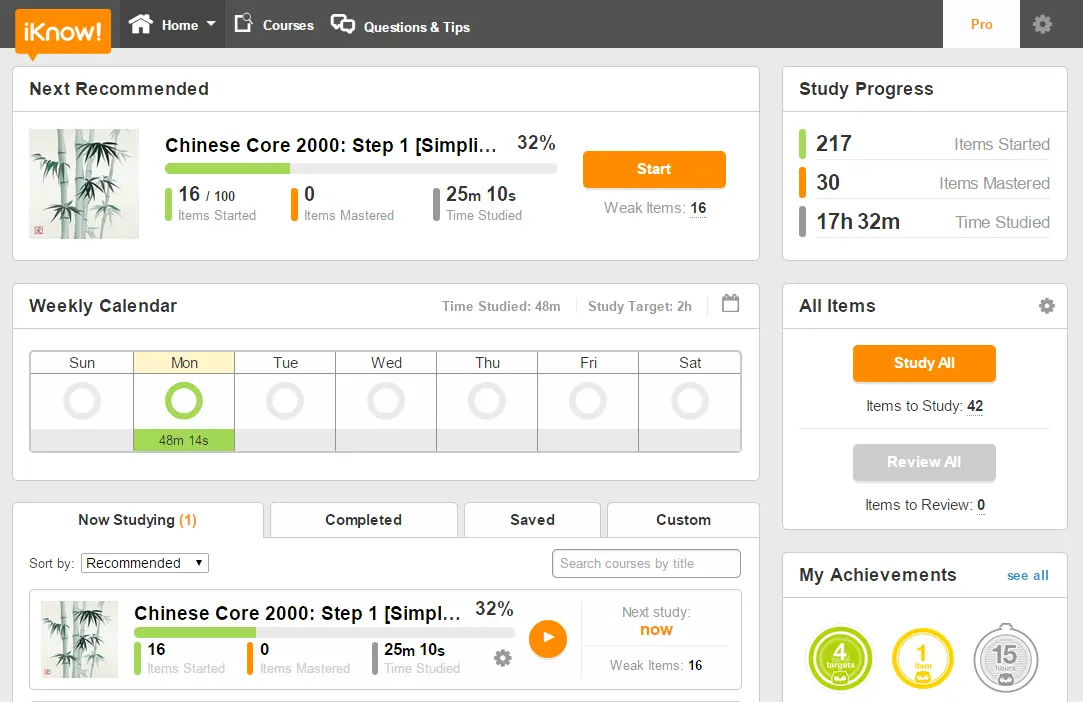 iKnow!
Home
Courses
Questions & Tips
Pro
Next Recommended
Chinese Core 2000: Step 1 [Simpli...
32%
16 / 100
Items Started
0
Items Mastered
25m 10s
Time Studied
Start
Weak Items: 16
Study Progress
217 Items Started
30 Items Mastered
17h 32m Time Studied
Weekly Calendar
Time Studied: 48m
Study Target: 2h
Sun Mon Tue Wed Thu Fri Sat
48m 14s
All Items
Study All
Items to Study: 42
Review All
Items to Review: 0
Now Studying (1)
Completed
Saved
Custom
Sort by: Recommended
Search courses by title
Chinese Core 2000: Step 1 [Simpl...
32%
16
Items Started
0
Items Mastered
25m 10s
Time Studied
Next study:
now
Weak Items: 16
My Achievements
see all
4
targets
1
item
15
hours